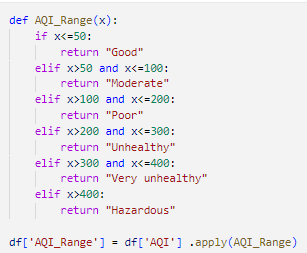 def AQI_Range(x):
    if x<=50:
        return "Good"
    elif x>50 and x<=100:
        return "Moderate"
    elif x>100 and x<=200:
        return "Poor"
    elif x>200 and x<=300:
        return "Unhealthy"
    elif x>300 and x<=400:
        return "Very unhealthy"
    elif x>400:
        return "Hazardous"

df['AQI_Range'] = df['AQI'] .apply(AQI_Range)